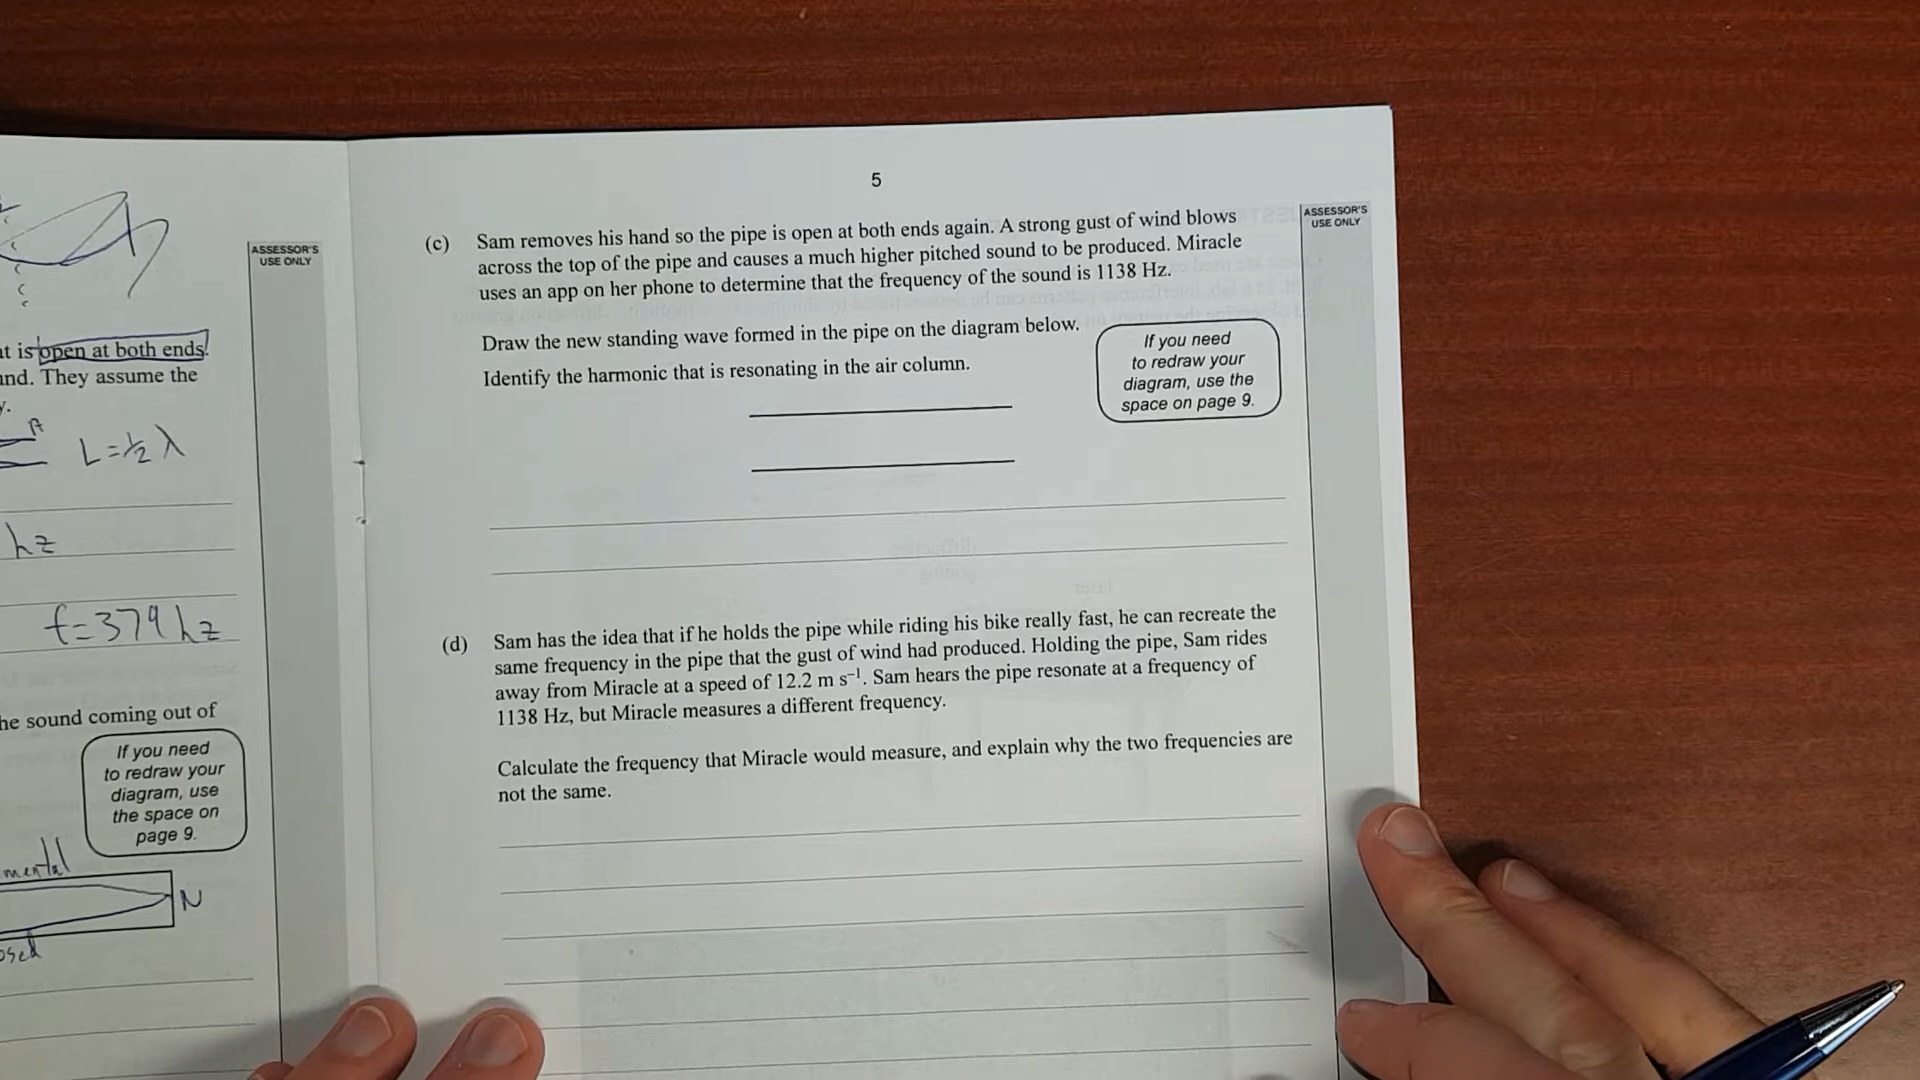 ASSESSOR'S
USE ONLY
is open at both ends.
They assume the
A
L=½ λ
hz
f=379hz
sound coming out of
If you need
to redraw your
diagram, use
the space on
page 9.
N
5
ASSESSOR'S
USE ONLY
(c) Sam removes his hand so the pipe is open at both ends again. A strong gust of wind blows
across the top of the pipe and causes a much higher pitched sound to be produced. Miracle
uses an app on her phone to determine that the frequency of the sound is 1138 Hz.
Draw the new standing wave formed in the pipe on the diagram below.
Identify the harmonic that is resonating in the air column.
If you need
to redraw your
diagram, use the
space on page 9.
(d) Sam has the idea that if he holds the pipe while riding his bike really fast, he can recreate the
same frequency in the pipe that the gust of wind had produced. Holding the pipe, Sam rides
away from Miracle at a speed of 12.2 m s⁻¹. Sam hears the pipe resonate at a frequency of
1138 Hz, but Miracle measures a different frequency.
Calculate the frequency that Miracle would measure, and explain why the two frequencies are
not the same.